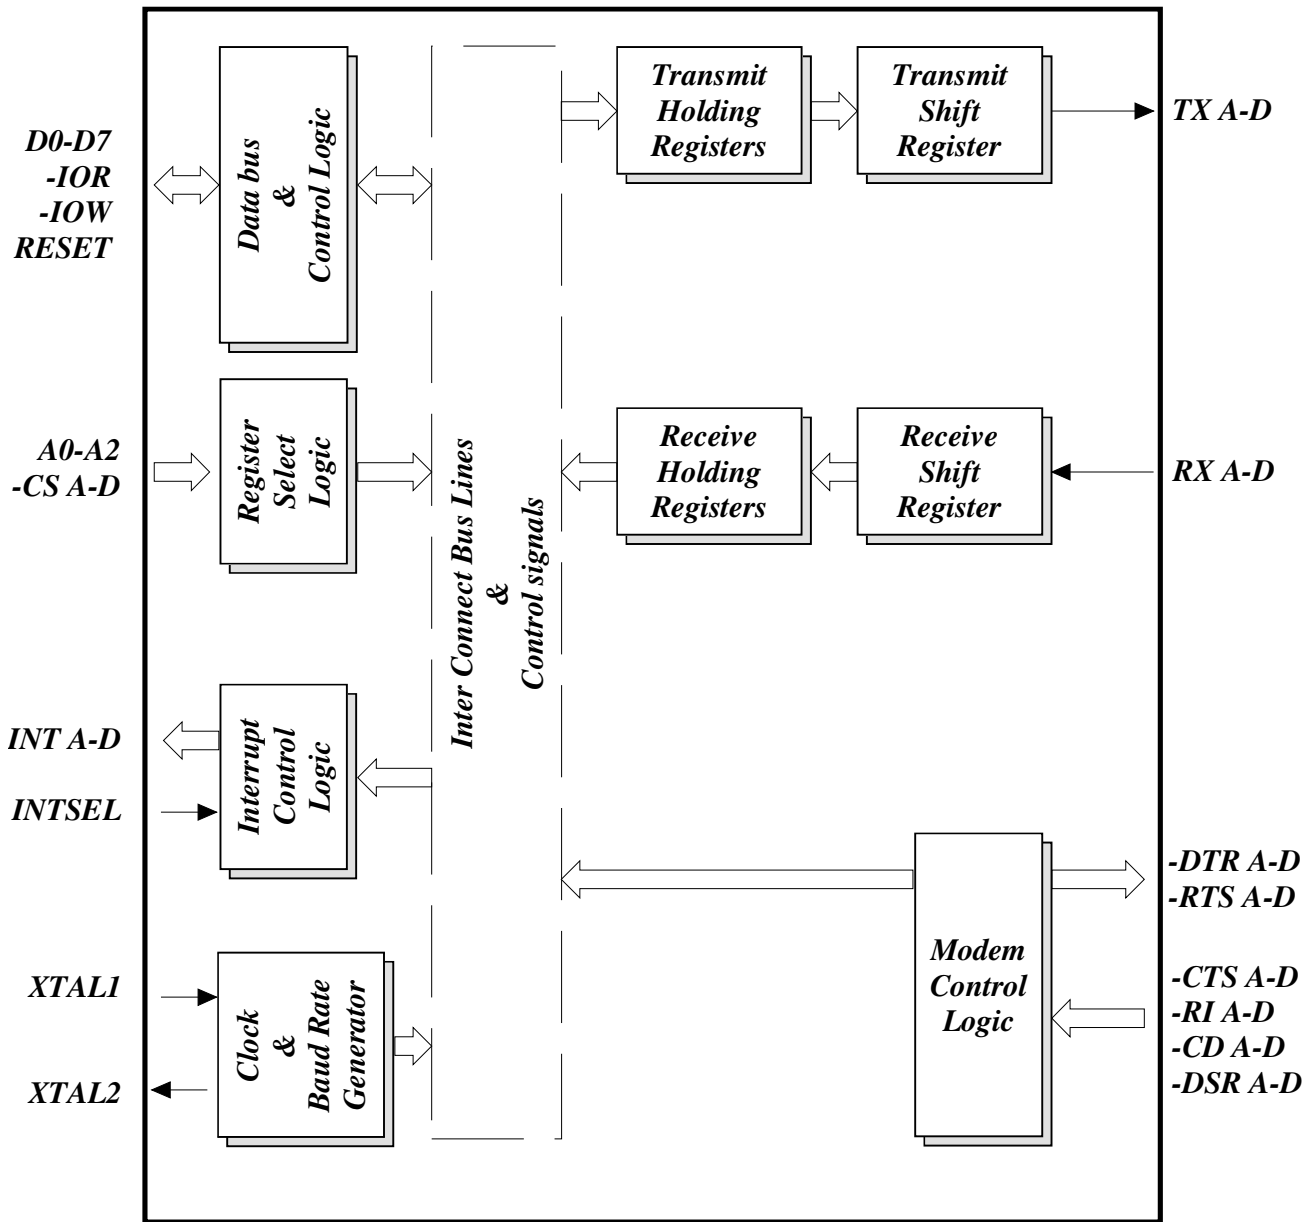 D0-D7
-IOR
-IOW
RESET
Data bus
&
Control Logic
A0-A2
-CS A-D
Register
Select
Logic
INT A-D
INTSEL
Interrupt
Control
Logic
XTAL1
XTAL2
Clock
&
Baud Rate
Generator
Inter Connect Bus Lines
&
Control signals
Transmit
Holding
Registers
Transmit
Shift
Register
TX A-D
Receive
Holding
Registers
Receive
Shift
Register
RX A-D
Modem
Control
Logic
-DTR A-D
-RTS A-D
-CTS A-D
-RI A-D
-CD A-D
-DSR A-D